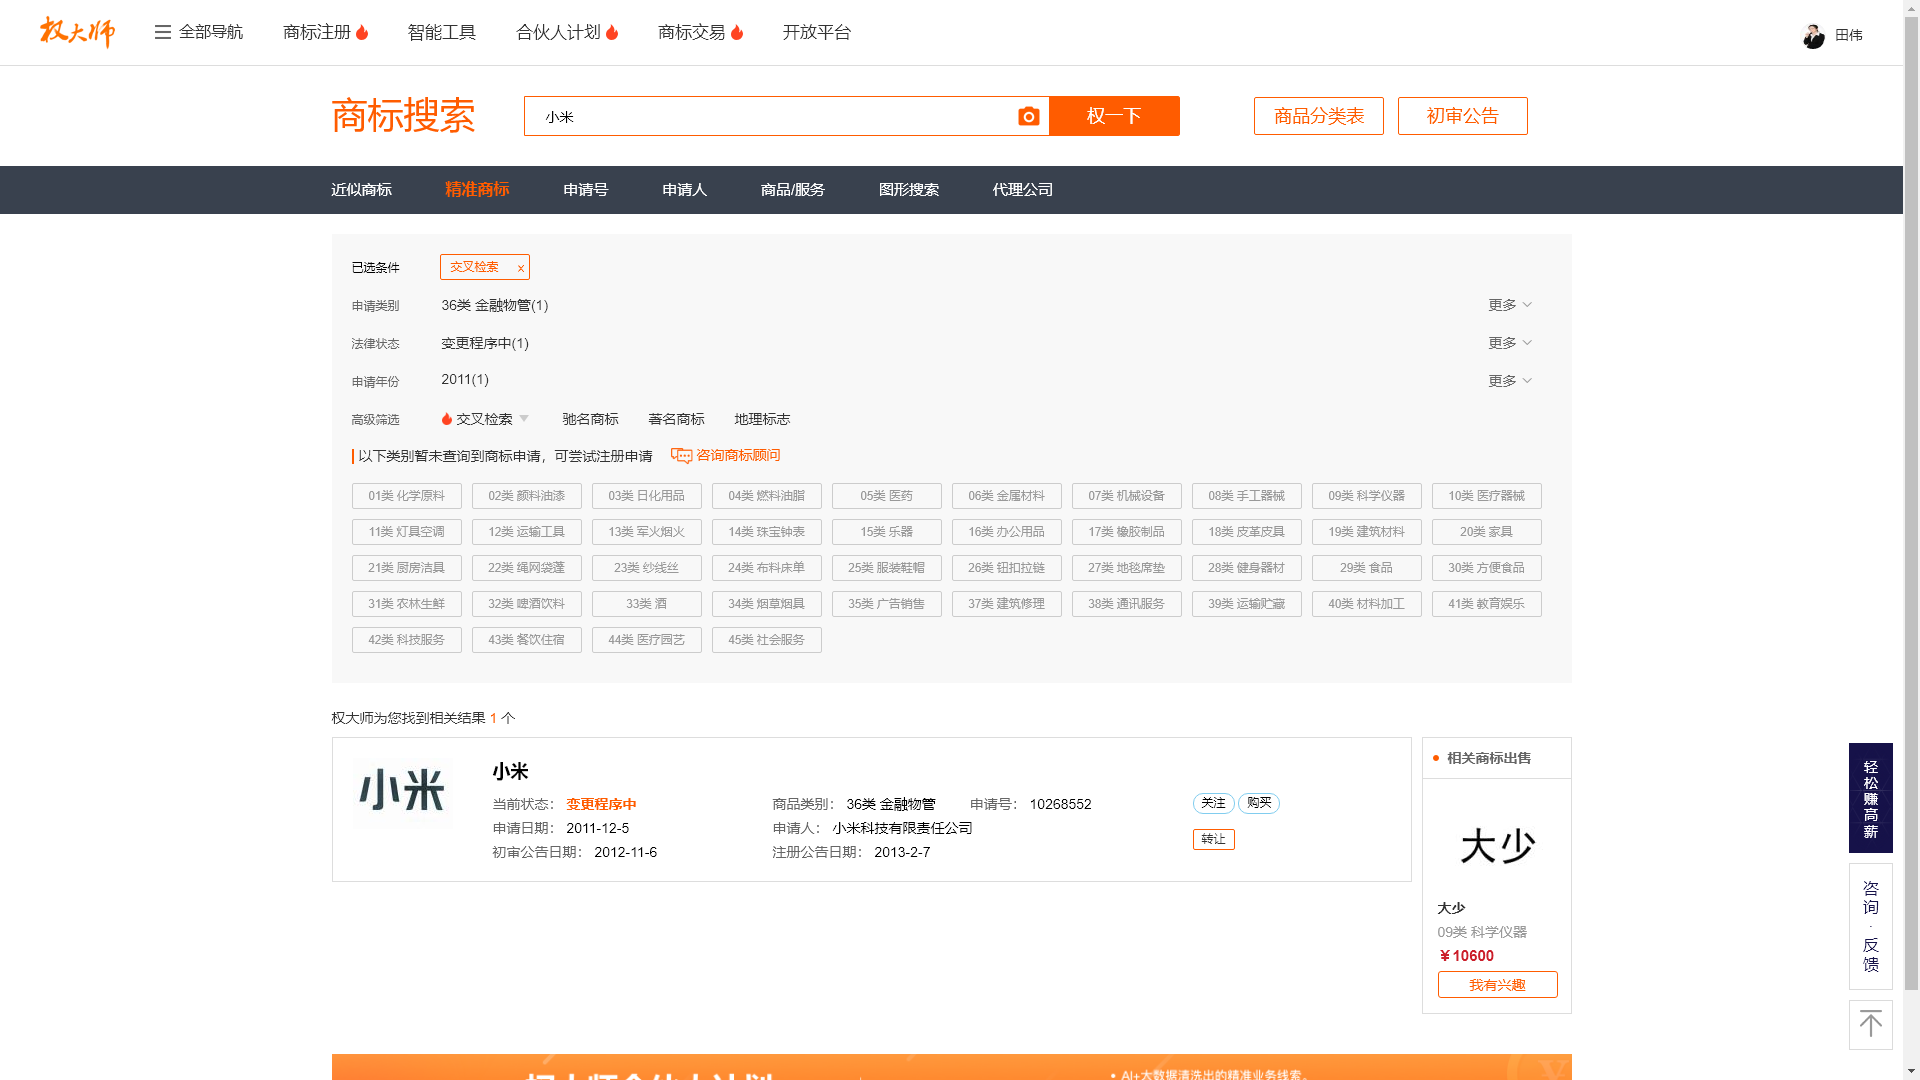 权大师 全部导航 商标注册 智能工具 合伙人计划 商标交易 开放平台 田伟
商标搜索 小米 权一下 商品分类表 初审公告
近似商标 精准商标 申请号 申请人 商品/服务 图形搜索 代理公司
已选条件 交叉检索 x
申请类别 36类 金融物管(1) 更多
法律状态 变更程序中(1) 更多
申请年份 2011(1) 更多
高级筛选 交叉检索 驰名商标 著名商标 地理标志
以下类别暂未查询到商标申请，可尝试注册申请 咨询商标顾问
01类 化学原料 02类 颜料油漆 03类 日化用品 04类 燃料油脂 05类 医药 06类 金属材料 07类 机械设备 08类 手工器械 09类 科学仪器 10类 医疗器械
11类 灯具空调 12类 运输工具 13类 军火烟火 14类 珠宝钟表 15类 乐器 16类 办公用品 17类 橡胶制品 18类 皮革皮具 19类 建筑材料 20类 家具
21类 厨房洁具 22类 绳网袋蓬 23类 纱线丝 24类 布料床单 25类 服装鞋帽 26类 钮扣拉链 27类 地毯席垫 28类 健身器材 29类 食品 30类 方便食品
31类 农林生鲜 32类 啤酒饮料 33类 酒 34类 烟草烟具 35类 广告销售 37类 建筑修理 38类 通讯服务 39类 运输贮藏 40类 材料加工 41类 教育娱乐
42类 科技服务 43类 餐饮住宿 44类 医疗园艺 45类 社会服务
权大师为您找到相关结果 1 个
小米
小米
当前状态： 变更程序中 商品类别： 36类 金融物管 申请号： 10268552 关注 购买
申请日期： 2011-12-5 申请人： 小米科技有限责任公司 转让
初审公告日期： 2012-11-6 注册公告日期： 2013-2-7
相关商标出售
大少
大少
09类 科学仪器
￥10600
我有兴趣
轻松赚高薪
咨询·反馈
权大师合伙人计划
• AI+大数据清洗出的精准业务线索。